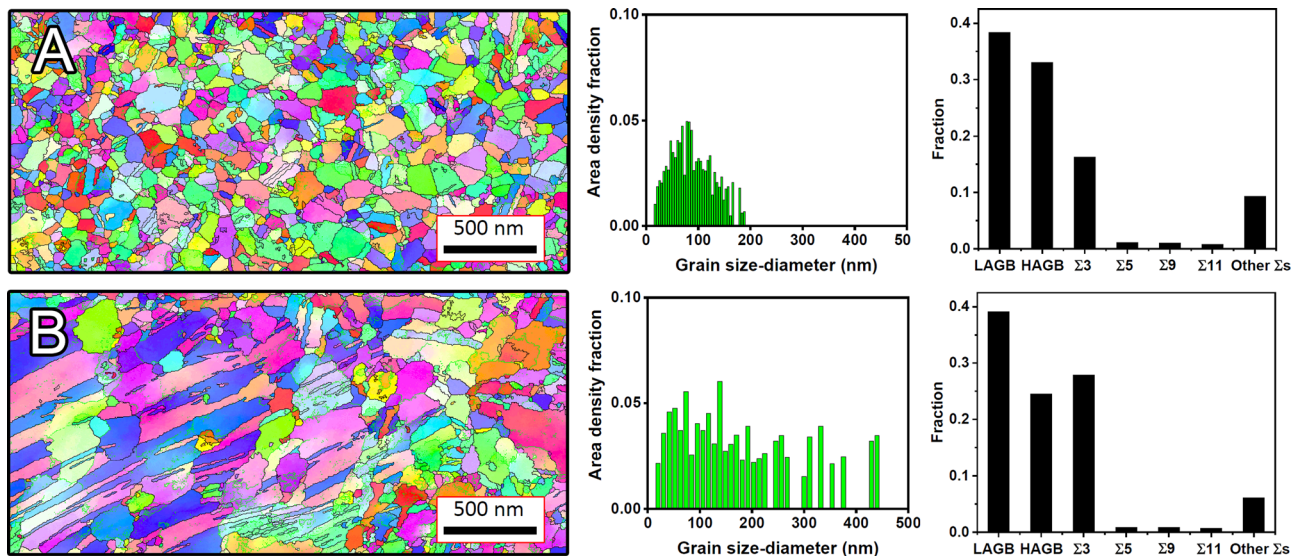 A
500 nm
0.10
0.05
0.00
Area density fraction
0 100 200 300 400 50
Grain size-diameter (nm)
0.4
0.3
0.2
0.1
0.0
Fraction
LAGB HAGB Σ3 Σ5 Σ9 Σ11 Other Σs
B
500 nm
0.10
0.05
0.00
Area density fraction
0 100 200 300 400 500
Grain size-diameter (nm)
0.4
0.3
0.2
0.1
0.0
Fraction
LAGB HAGB Σ3 Σ5 Σ9 Σ11 Other Σs